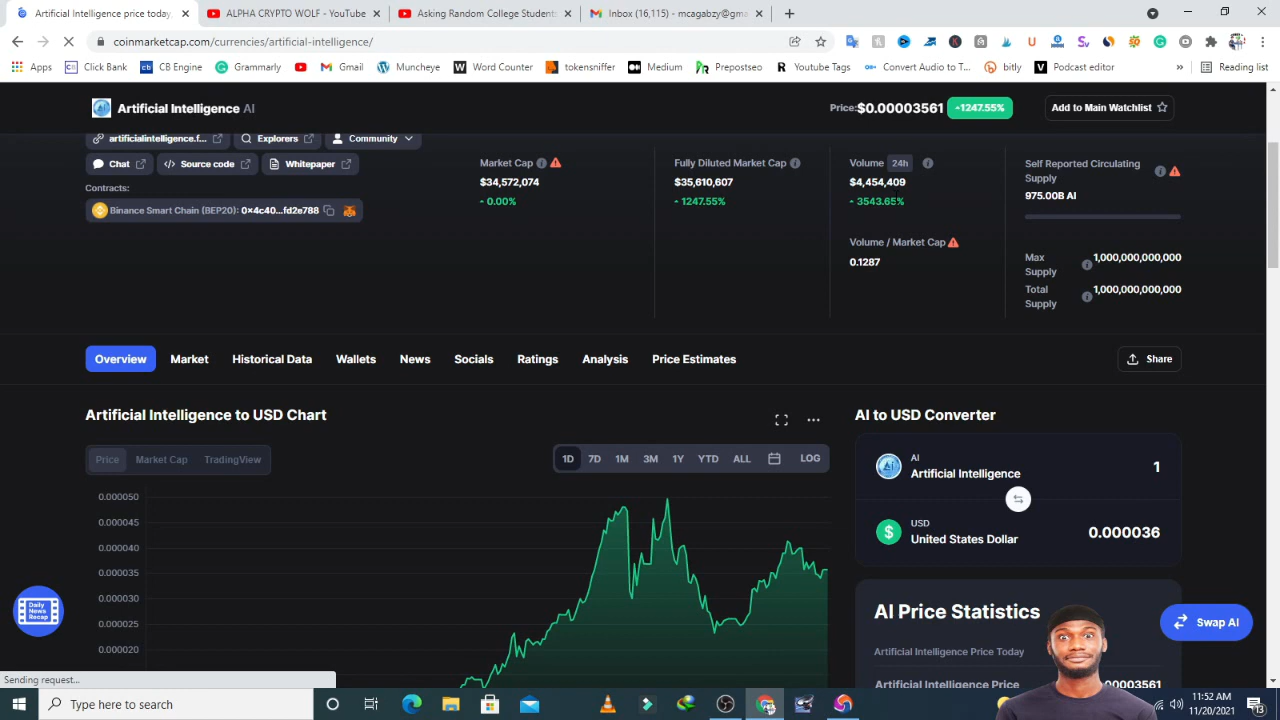 Artificial Intelligence price today,
ALPHA CRYPTO WOLF - YouTube
Asking Random College Students
Inbox (16,115) - mcagabzy@gma
coinmarketcap.com/currencies/artificial-intelligence/
Apps
Click Bank
CB Engine
Grammarly
Gmail
Muncheye
Word Counter
tokensniffer
Medium
Prepostseo
Youtube Tags
Convert Audio to T...
bitly
Podcast editor
»
Reading list
Artificial Intelligence AI
Price: $0.00003561
1247.55%
Add to Main Watchlist
artificialintelligence.f...
Explorers
Community
Chat
Source code
Whitepaper
Contracts:
Binance Smart Chain (BEP20): 0x4c40...fd2e788
Market Cap
$34,572,074
0.00%
Fully Diluted Market Cap
$35,610,607
1247.55%
Volume 24h
$4,454,409
3543.65%
Volume / Market Cap
0.1287
Self Reported Circulating
Supply
975.00B AI
Max
Supply
1,000,000,000,000
Total
Supply
1,000,000,000,000
Overview
Market
Historical Data
Wallets
News
Socials
Ratings
Analysis
Price Estimates
Share
Artificial Intelligence to USD Chart
Price
Market Cap
TradingView
1D
7D
1M
3M
1Y
YTD
ALL
LOG
0.000050
0.000045
0.000040
0.000035
0.000030
0.000025
0.000020
AI to USD Converter
AI
Artificial Intelligence
1
USD
United States Dollar
0.000036
AI Price Statistics
Artificial Intelligence Price Today
Artificial Intelligence Price
03561
Daily
News
Recap
Swap AI
Sending request...
Type here to search
11:52 AM
11/20/2021
13